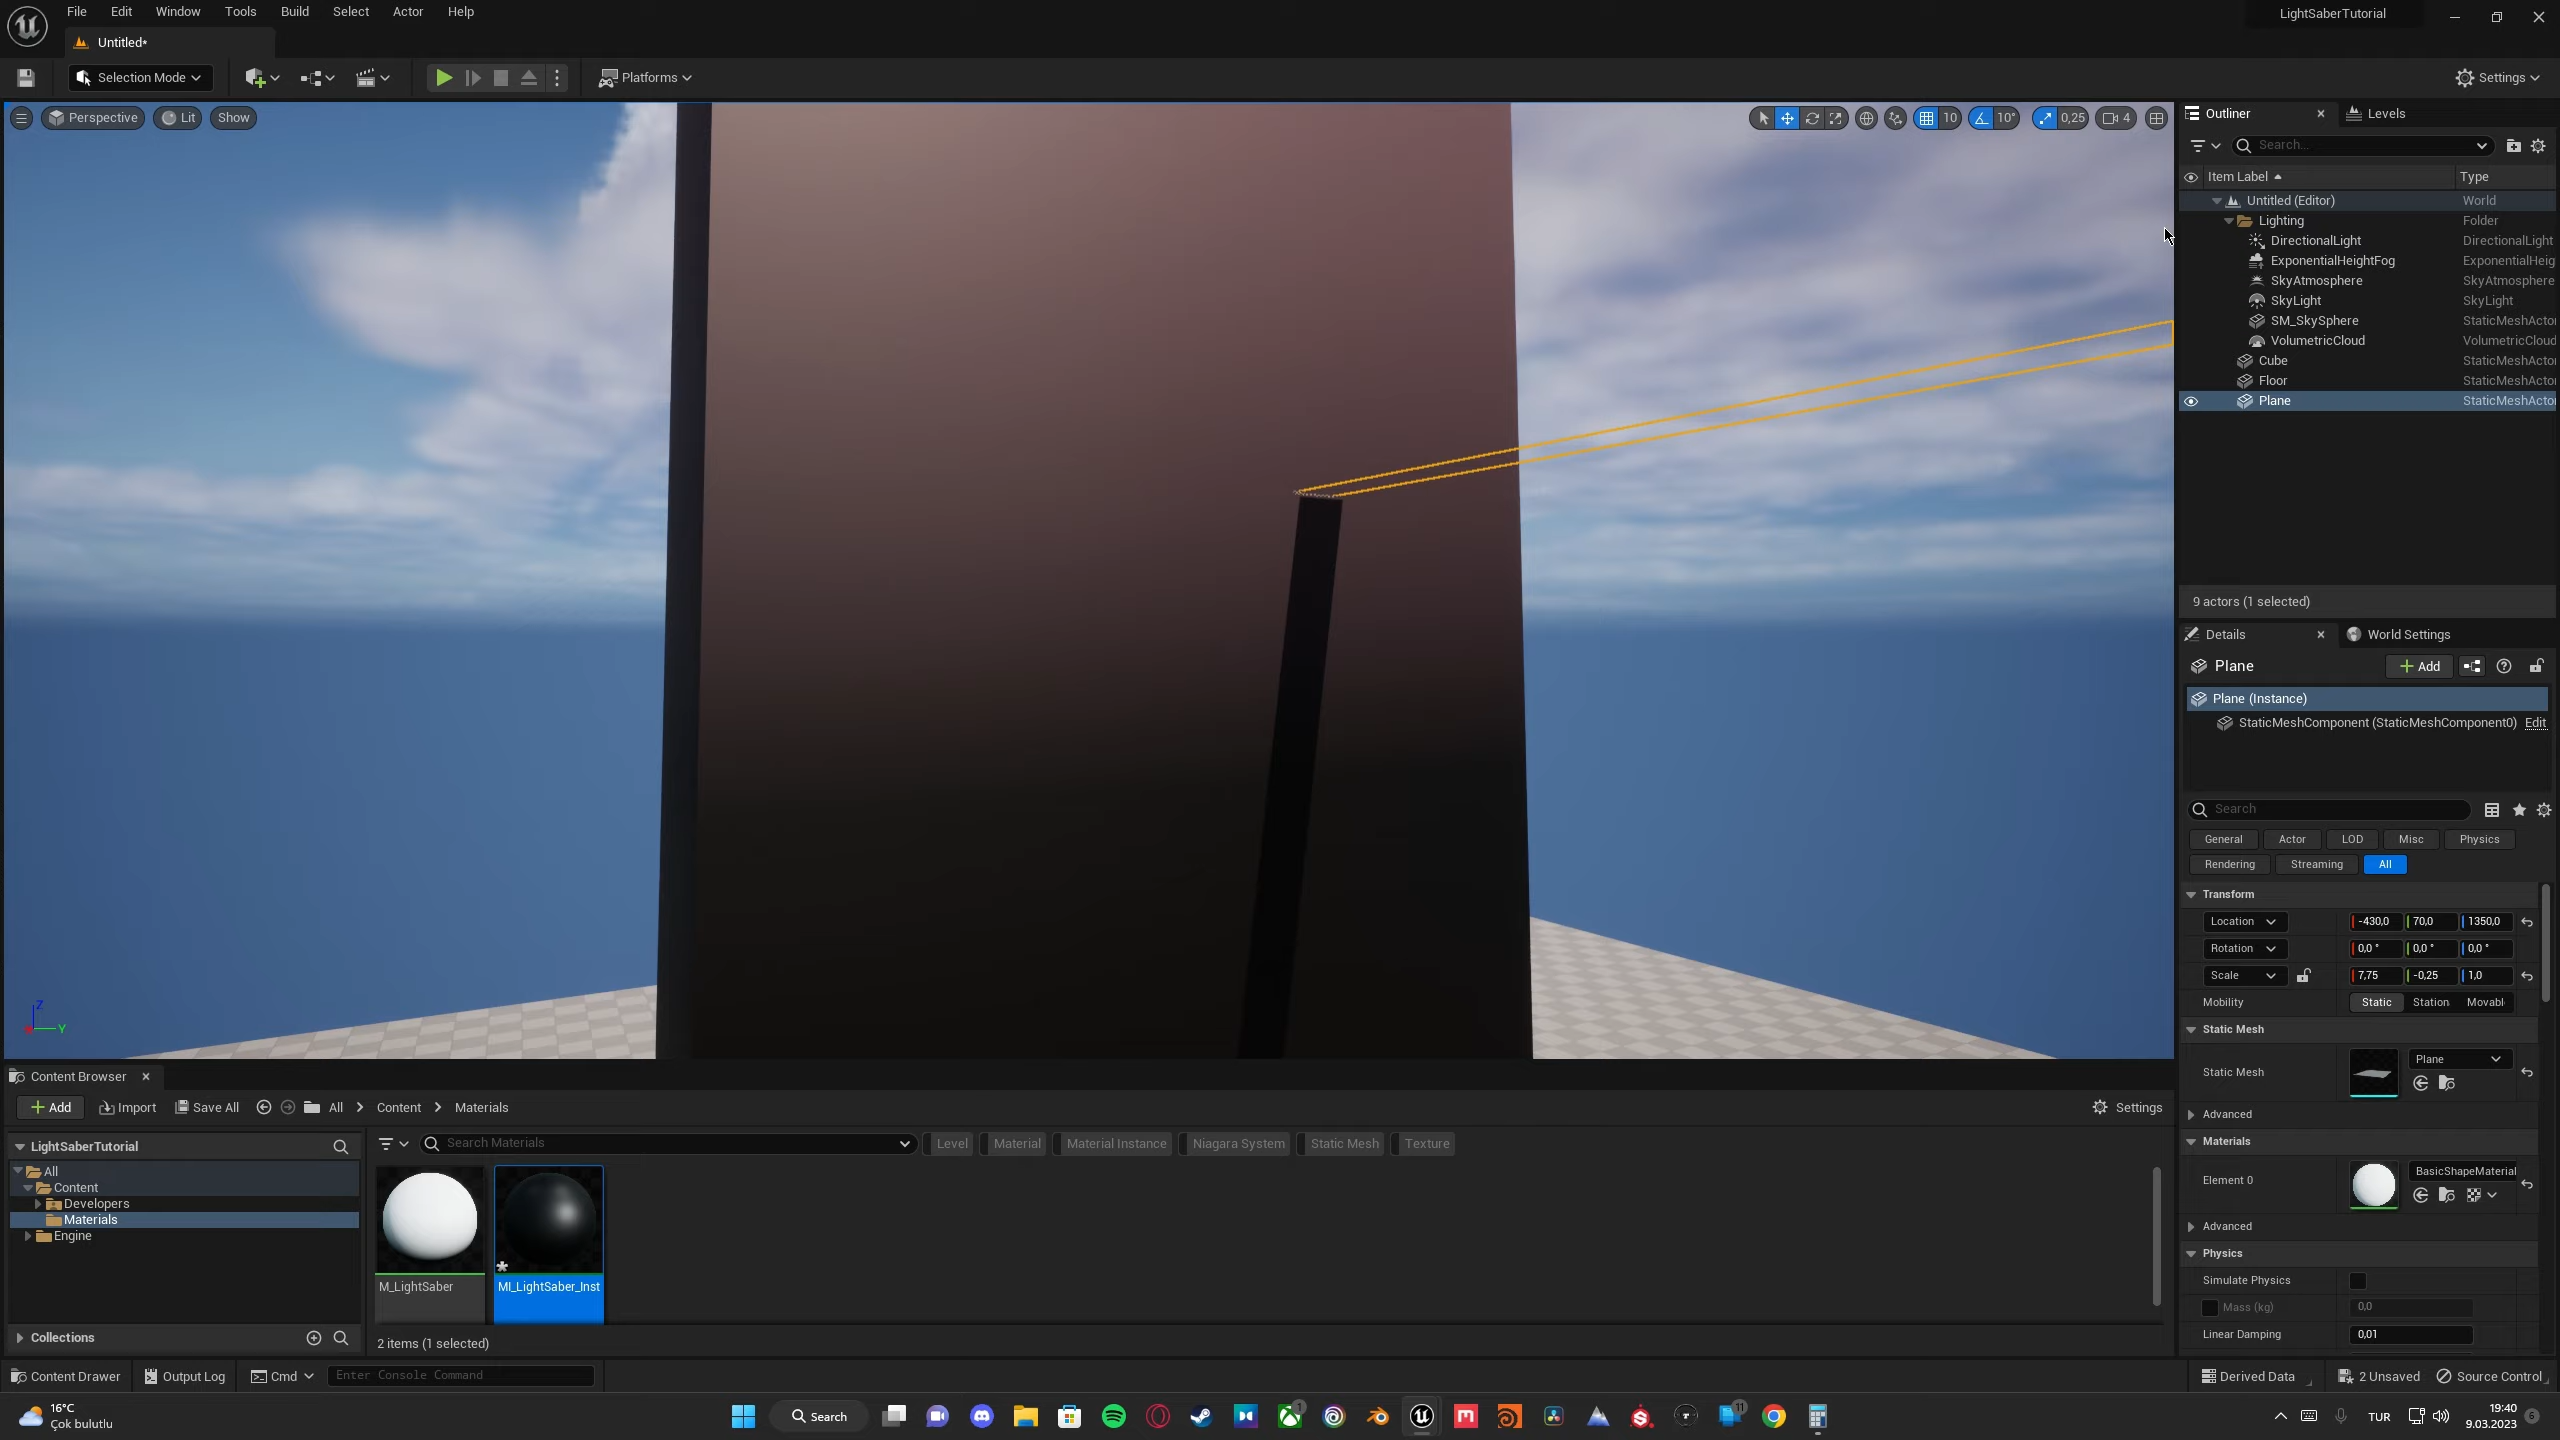 File Edit Window Tools Build Select Actor Help
LightSaberTutorial
Untitled*
Selection Mode
Platforms
Settings
Perspective Lit Show
10 10° 0,25 4
Outliner Levels
Search...
Item Label Type
Untitled (Editor) World
Lighting Folder
DirectionalLight DirectionalLight
ExponentialHeightFog ExponentialHeig
SkyAtmosphere SkyAtmosphere
SkyLight SkyLight
SM_SkySphere StaticMeshActo
VolumetricCloud VolumetricCloud
Cube StaticMeshActo
Floor StaticMeshActo
Plane StaticMeshActo
9 actors (1 selected)
Details World Settings
Plane Add
Plane (Instance)
StaticMeshComponent (StaticMeshComponent0) Edit
Search
General Actor LOD Misc Physics
Rendering Streaming All
Transform
Location -430,0 70,0 1350,0
Rotation 0,0 ° 0,0 ° 0,0 °
Scale 7,75 -0,25 1,0
Mobility Static Station Movabl
Static Mesh
Static Mesh Plane
Advanced
Materials
Element 0 BasicShapeMaterial
Advanced
Physics
Simulate Physics
Mass (kg) 0,0
Linear Damping 0,01
Z
Y
Content Browser
Add Import Save All All Content Materials Settings
LightSaberTutorial
Search Materials Level Material Material Instance Niagara System Static Mesh Texture
All
Content
Developers
Materials
Engine
M_LightSaber MI_LightSaber_Inst
Collections
2 items (1 selected)
Content Drawer Output Log Cmd Enter Console Command
Derived Data 2 Unsaved Source Control
16°C
Çok bulutlu
Search
1
11
TUR
19:40
9.03.2023
6